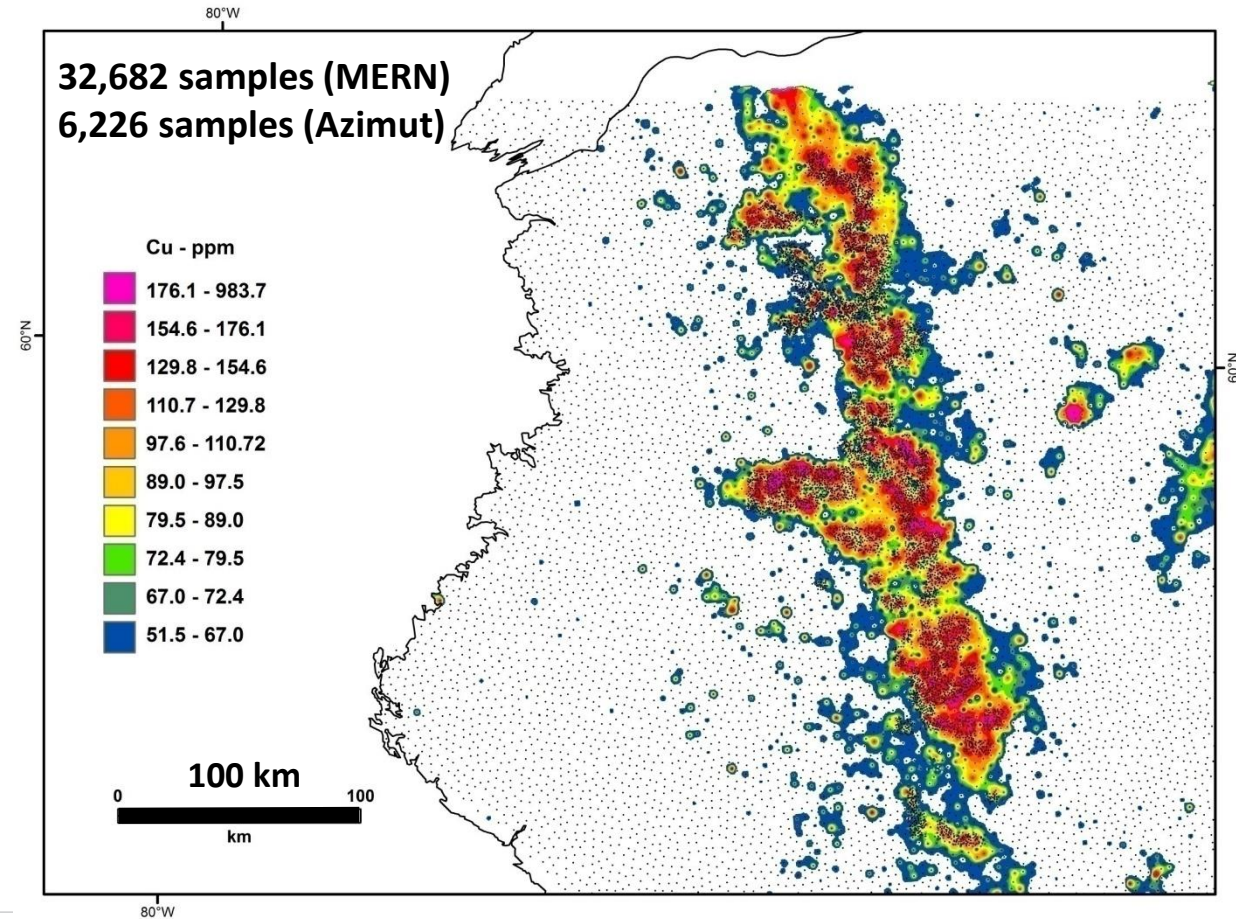 80°W
32,682 samples (MERN)
6,226 samples (Azimut)
Cu - ppm
176.1 - 983.7
154.6 - 176.1
129.8 - 154.6
110.7 - 129.8
97.6 - 110.72
89.0 - 97.5
79.5 - 89.0
72.4 - 79.5
67.0 - 72.4
51.5 - 67.0
60°N
60°N
100 km
0 100
km
80°W